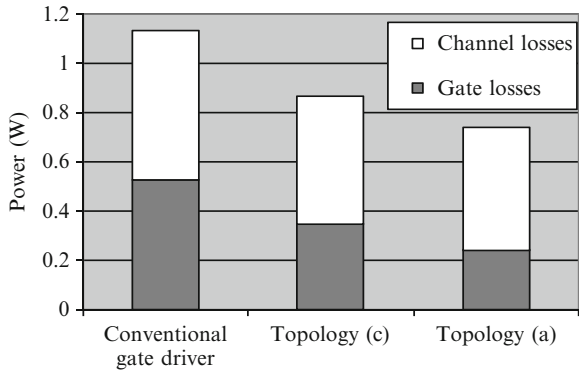 1.2
1
0.8
0.6
0.4
0.2
0
Power (W)
Channel losses
Gate losses
Conventional
gate driver
Topology (c)
Topology (a)